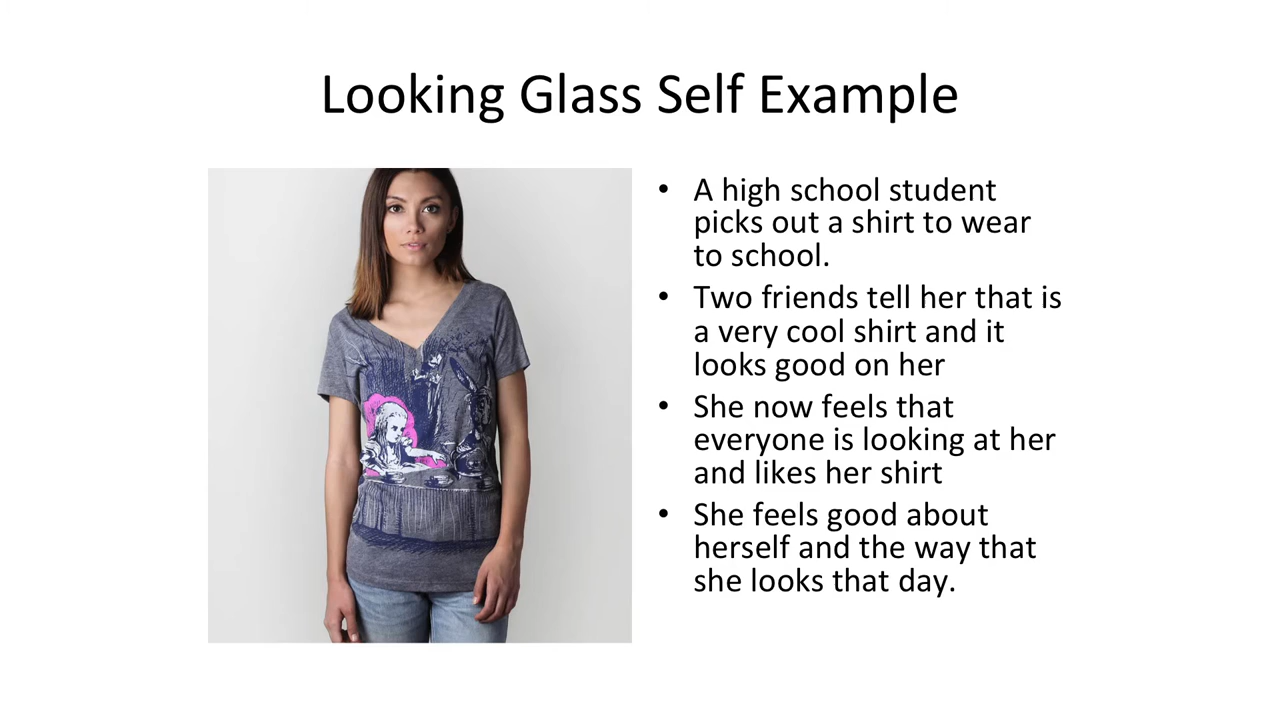 Looking Glass Self Example
• A high school student
picks out a shirt to wear
to school.
• Two friends tell her that is
a very cool shirt and it
looks good on her
• She now feels that
everyone is looking at her
and likes her shirt
• She feels good about
herself and the way that
she looks that day.